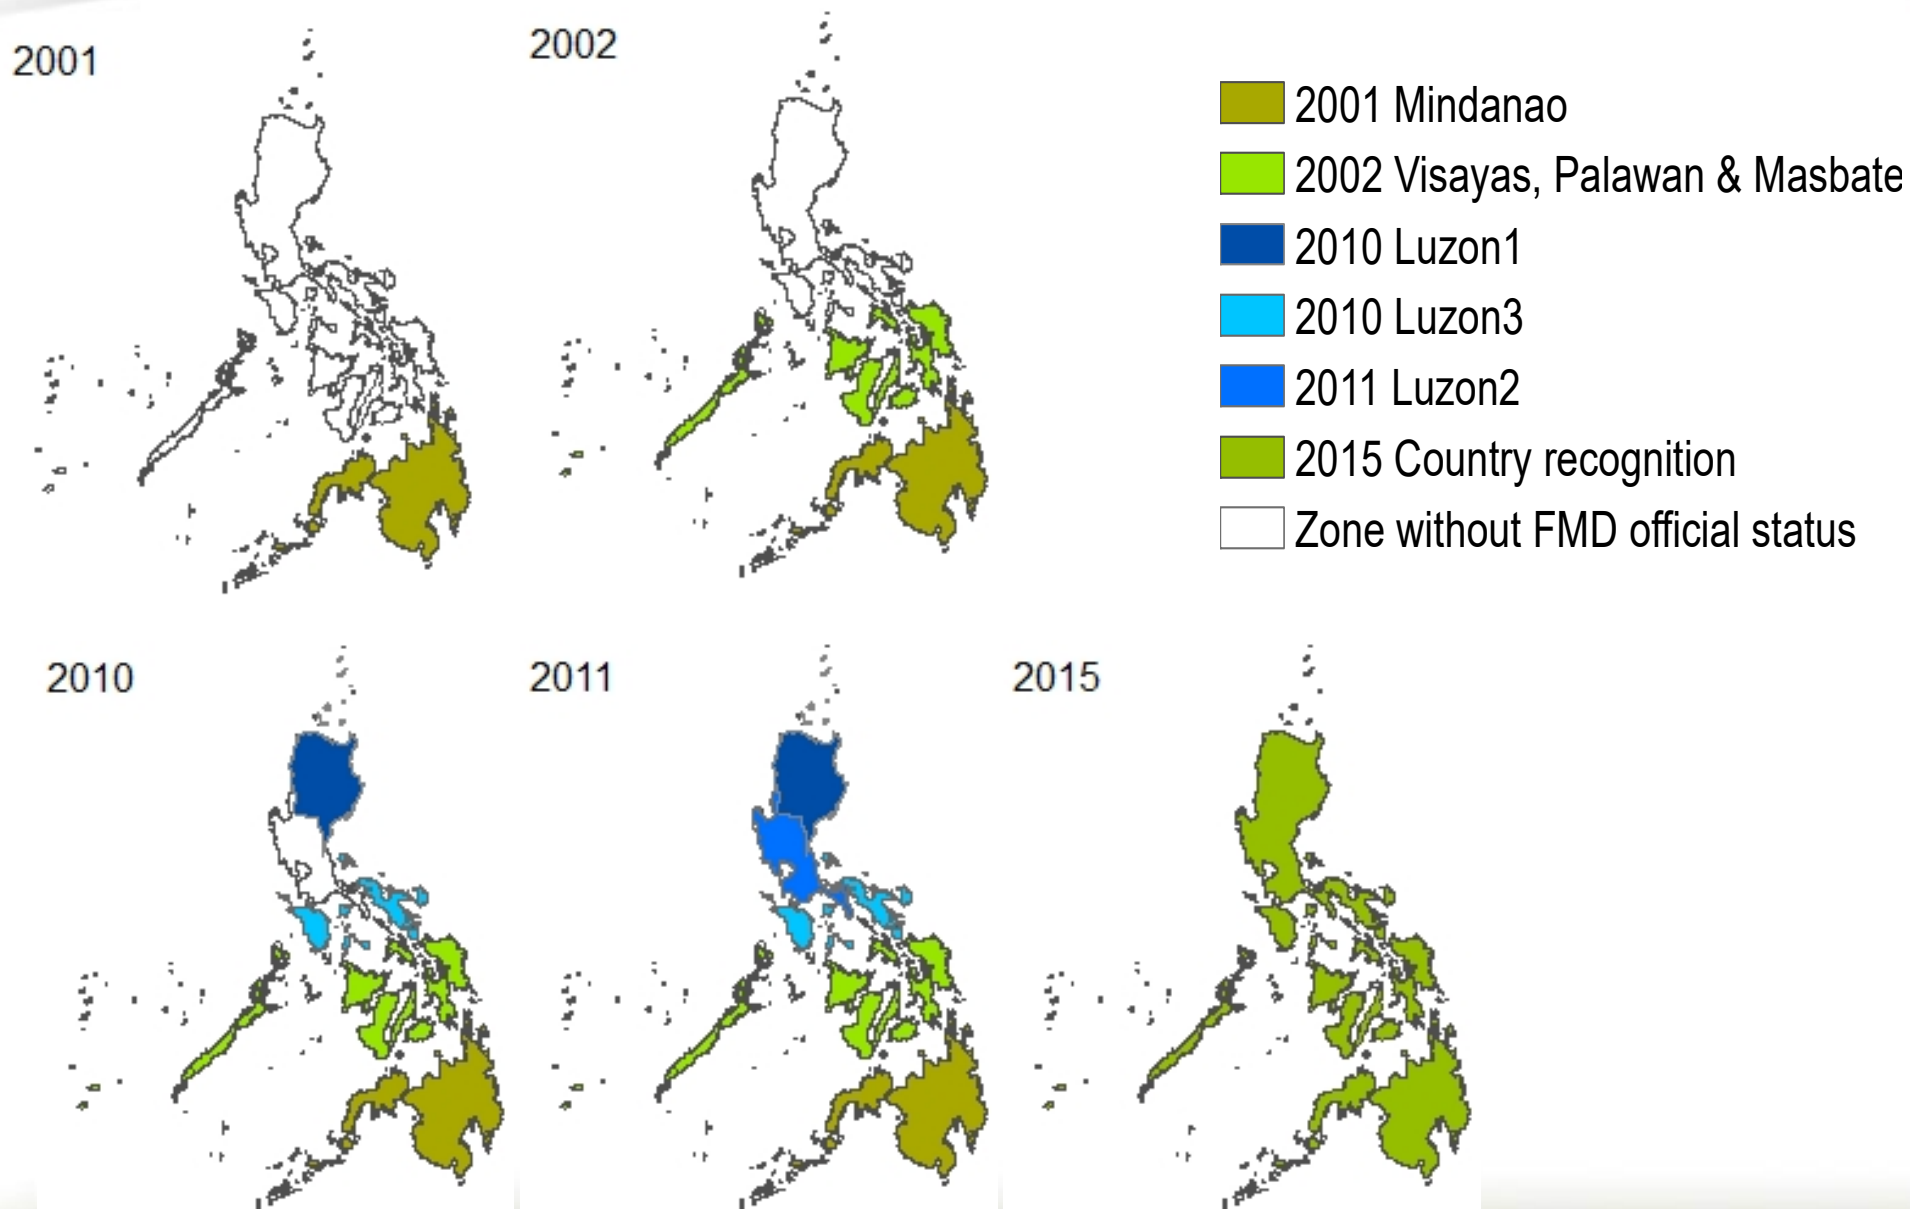 2001
2002
2001 Mindanao
2002 Visayas, Palawan & Masbate
2010 Luzon1
2010 Luzon3
2011 Luzon2
2015 Country recognition
Zone without FMD official status
2010
2011
2015